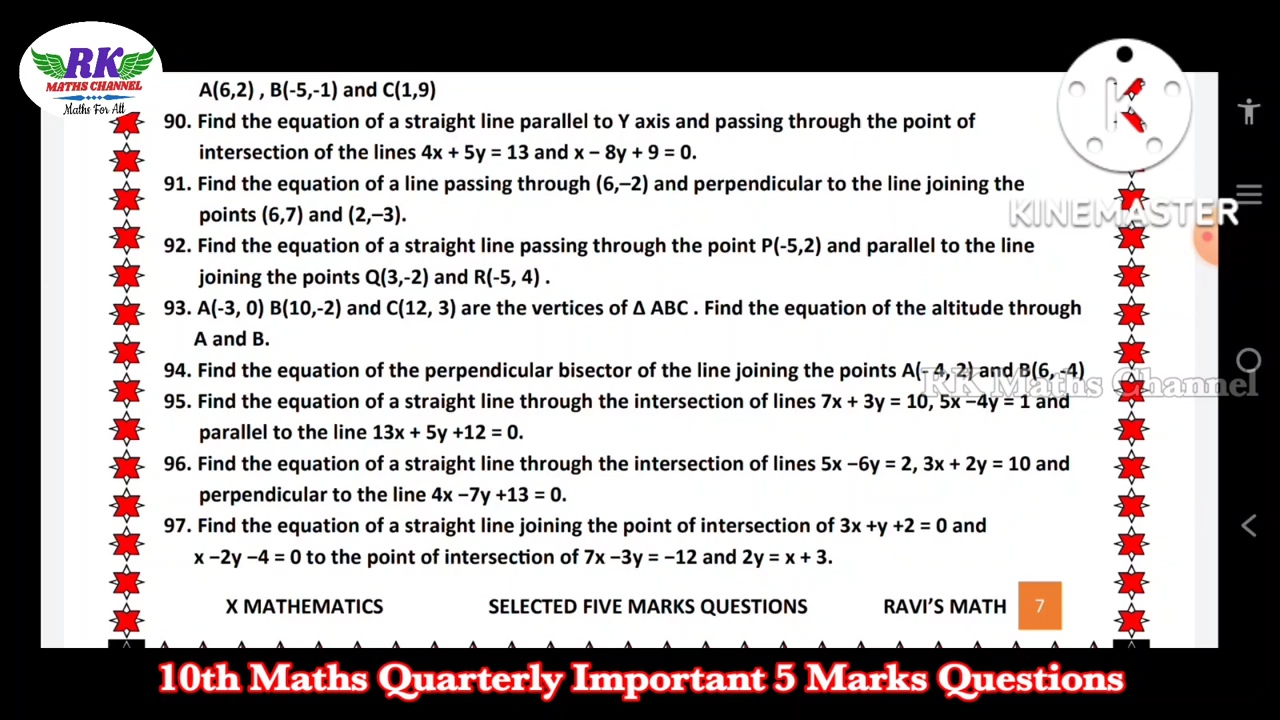 RK
MATHS CHANNEL
Maths For All
A(6,2) , B(-5,-1) and C(1,9)
90. Find the equation of a straight line parallel to Y axis and passing through the point of
intersection of the lines 4x + 5y = 13 and x – 8y + 9 = 0.
91. Find the equation of a line passing through (6,–2) and perpendicular to the line joining the
points (6,7) and (2,–3).
92. Find the equation of a straight line passing through the point P(-5,2) and parallel to the line
joining the points Q(3,-2) and R(-5, 4) .
93. A(-3, 0) B(10,-2) and C(12, 3) are the vertices of Δ ABC . Find the equation of the altitude through
A and B.
94. Find the equation of the perpendicular bisector of the line joining the points A(- 4, 2) and B(6, -4)
95. Find the equation of a straight line through the intersection of lines 7x + 3y = 10, 5x −4y = 1 and
parallel to the line 13x + 5y +12 = 0.
96. Find the equation of a straight line through the intersection of lines 5x −6y = 2, 3x + 2y = 10 and
perpendicular to the line 4x −7y +13 = 0.
97. Find the equation of a straight line joining the point of intersection of 3x +y +2 = 0 and
x −2y −4 = 0 to the point of intersection of 7x −3y = −12 and 2y = x + 3.
X MATHEMATICS SELECTED FIVE MARKS QUESTIONS RAVI'S MATH 7
K
KINEMASTER
RK Maths Channel
10th Maths Quarterly Important 5 Marks Questions